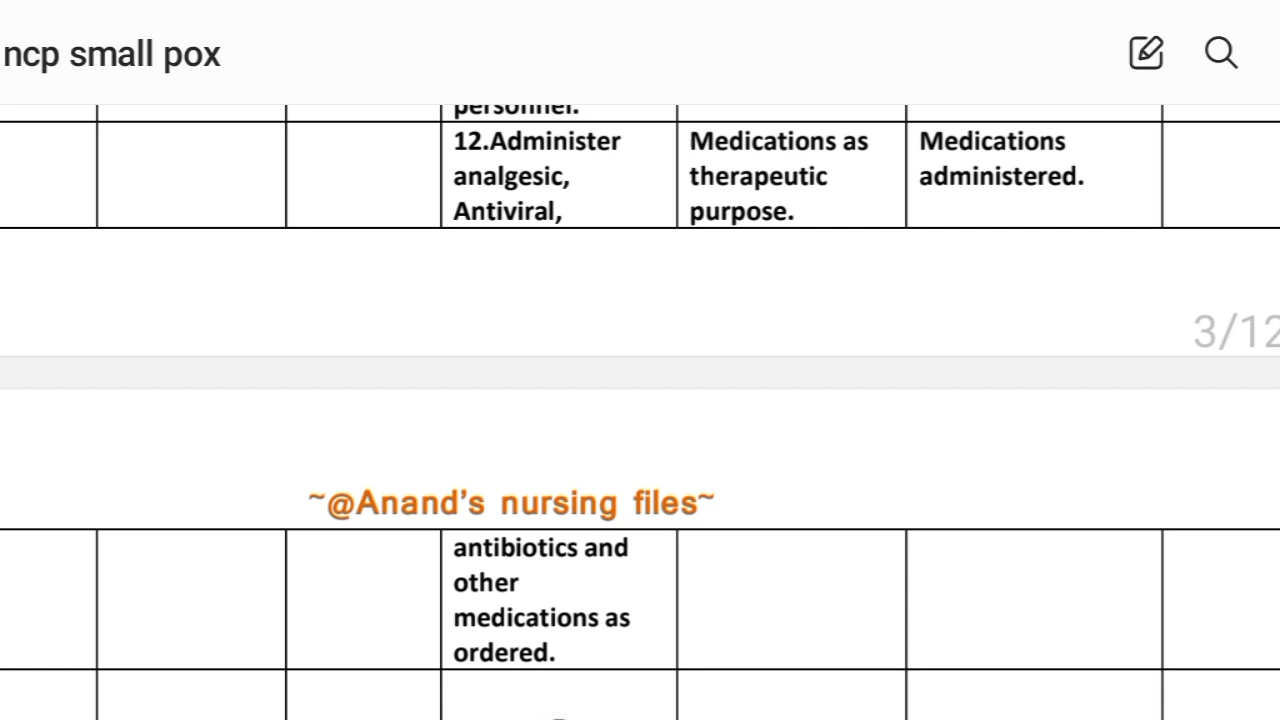 ncp small pox
personnel.
12.Administer
analgesic,
Antiviral,
Medications as
therapeutic
purpose.
Medications
administered.
3/12
~@Anand's nursing files~
antibiotics and
other
medications as
ordered.